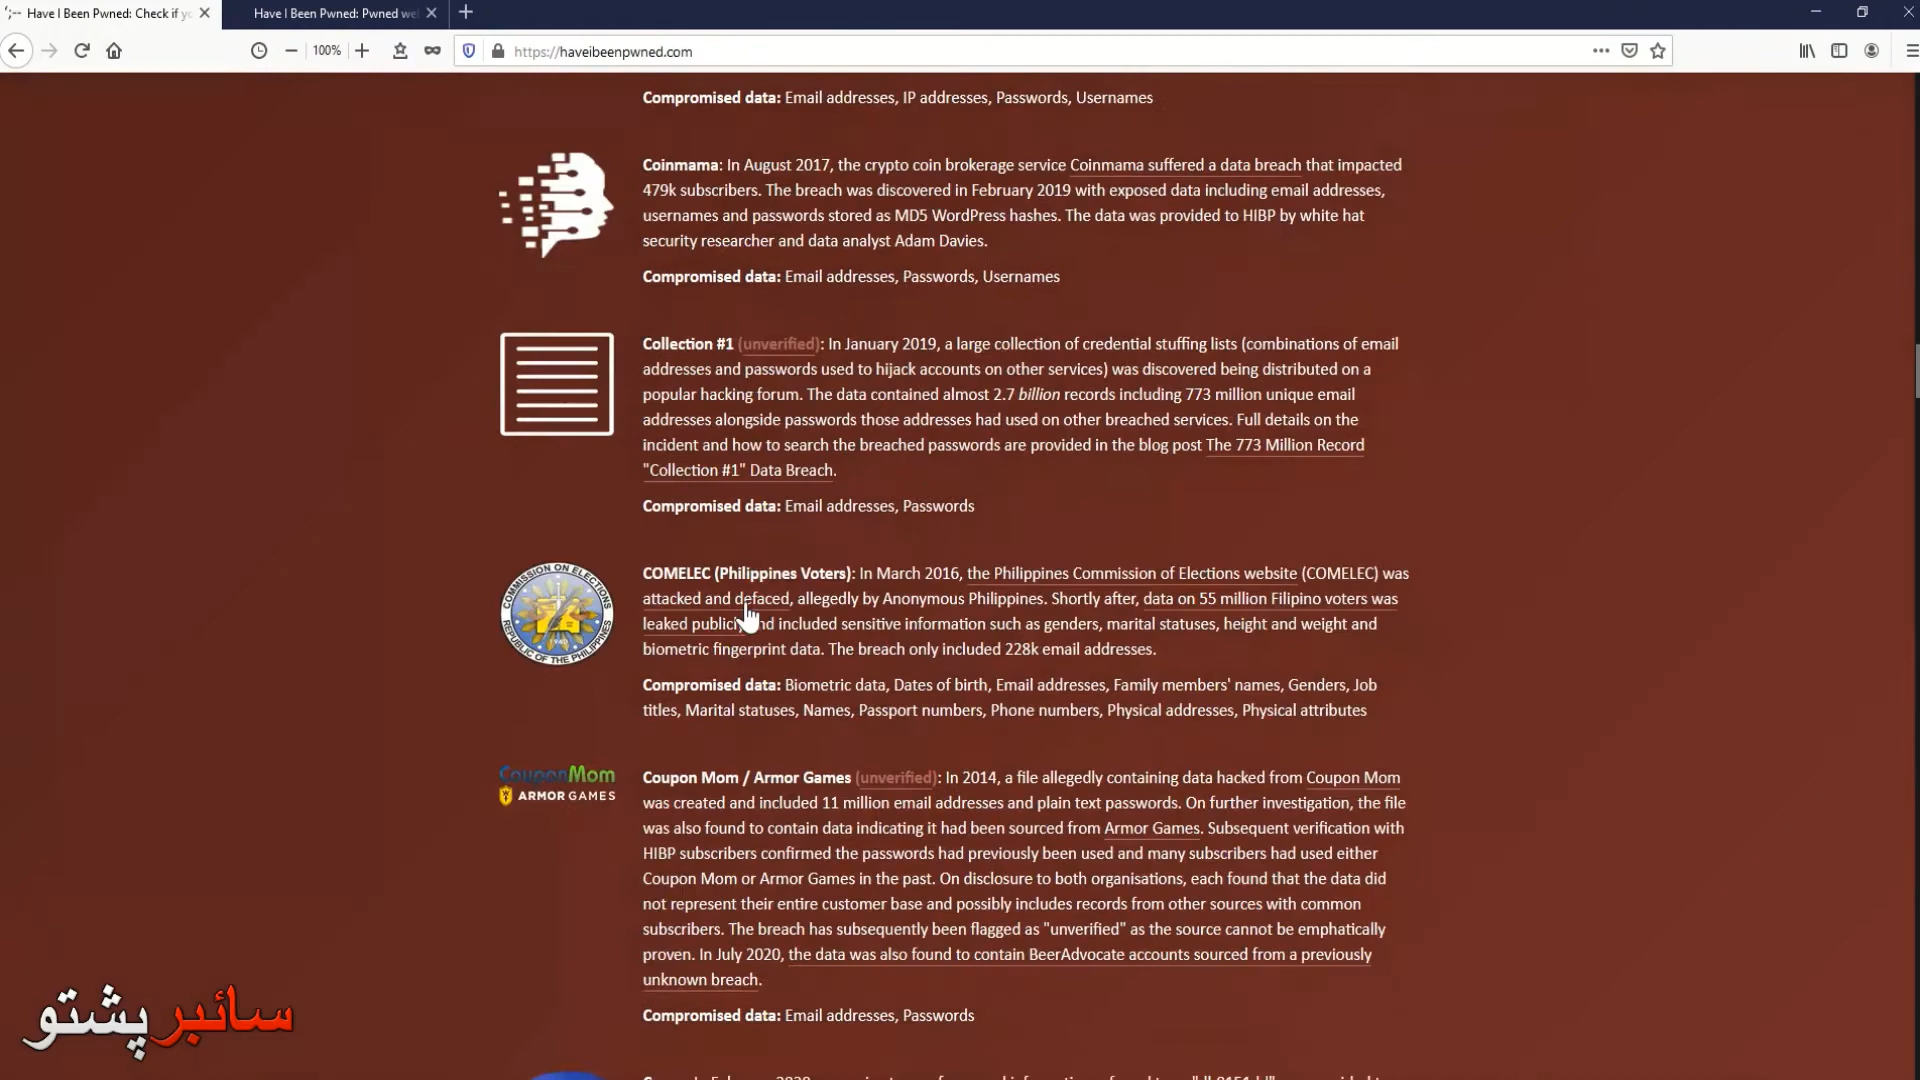 Have I Been Pwned: Check if yo
Have I Been Pwned: Pwned we
100%
https://haveibeenpwned.com
Compromised data: Email addresses, IP addresses, Passwords, Usernames
Coinmama: In August 2017, the crypto coin brokerage service Coinmama suffered a data breach that impacted
479k subscribers. The breach was discovered in February 2019 with exposed data including email addresses,
usernames and passwords stored as MD5 WordPress hashes. The data was provided to HIBP by white hat
security researcher and data analyst Adam Davies.
Compromised data: Email addresses, Passwords, Usernames
Collection #1 (unverified): In January 2019, a large collection of credential stuffing lists (combinations of email
addresses and passwords used to hijack accounts on other services) was discovered being distributed on a
popular hacking forum. The data contained almost 2.7 billion records including 773 million unique email
addresses alongside passwords those addresses had used on other breached services. Full details on the
incident and how to search the breached passwords are provided in the blog post The 773 Million Record
"Collection #1" Data Breach.
Compromised data: Email addresses, Passwords
COMMISSION ON ELECTIONS
REPUBLIC OF THE PHILIPPINES
COMELEC (Philippines Voters): In March 2016, the Philippines Commission of Elections website (COMELEC) was
attacked and defaced, allegedly by Anonymous Philippines. Shortly after, data on 55 million Filipino voters was
leaked publicly and included sensitive information such as genders, marital statuses, height and weight and
biometric fingerprint data. The breach only included 228k email addresses.
Compromised data: Biometric data, Dates of birth, Email addresses, Family members' names, Genders, Job
titles, Marital statuses, Names, Passport numbers, Phone numbers, Physical addresses, Physical attributes
CouponMom
ARMOR GAMES
Coupon Mom / Armor Games (unverified): In 2014, a file allegedly containing data hacked from Coupon Mom
was created and included 11 million email addresses and plain text passwords. On further investigation, the file
was also found to contain data indicating it had been sourced from Armor Games. Subsequent verification with
HIBP subscribers confirmed the passwords had previously been used and many subscribers had used either
Coupon Mom or Armor Games in the past. On disclosure to both organisations, each found that the data did
not represent their entire customer base and possibly includes records from other sources with common
subscribers. The breach has subsequently been flagged as "unverified" as the source cannot be emphatically
proven. In July 2020, the data was also found to contain BeerAdvocate accounts sourced from a previously
unknown breach.
Compromised data: Email addresses, Passwords
سائبر پشتو